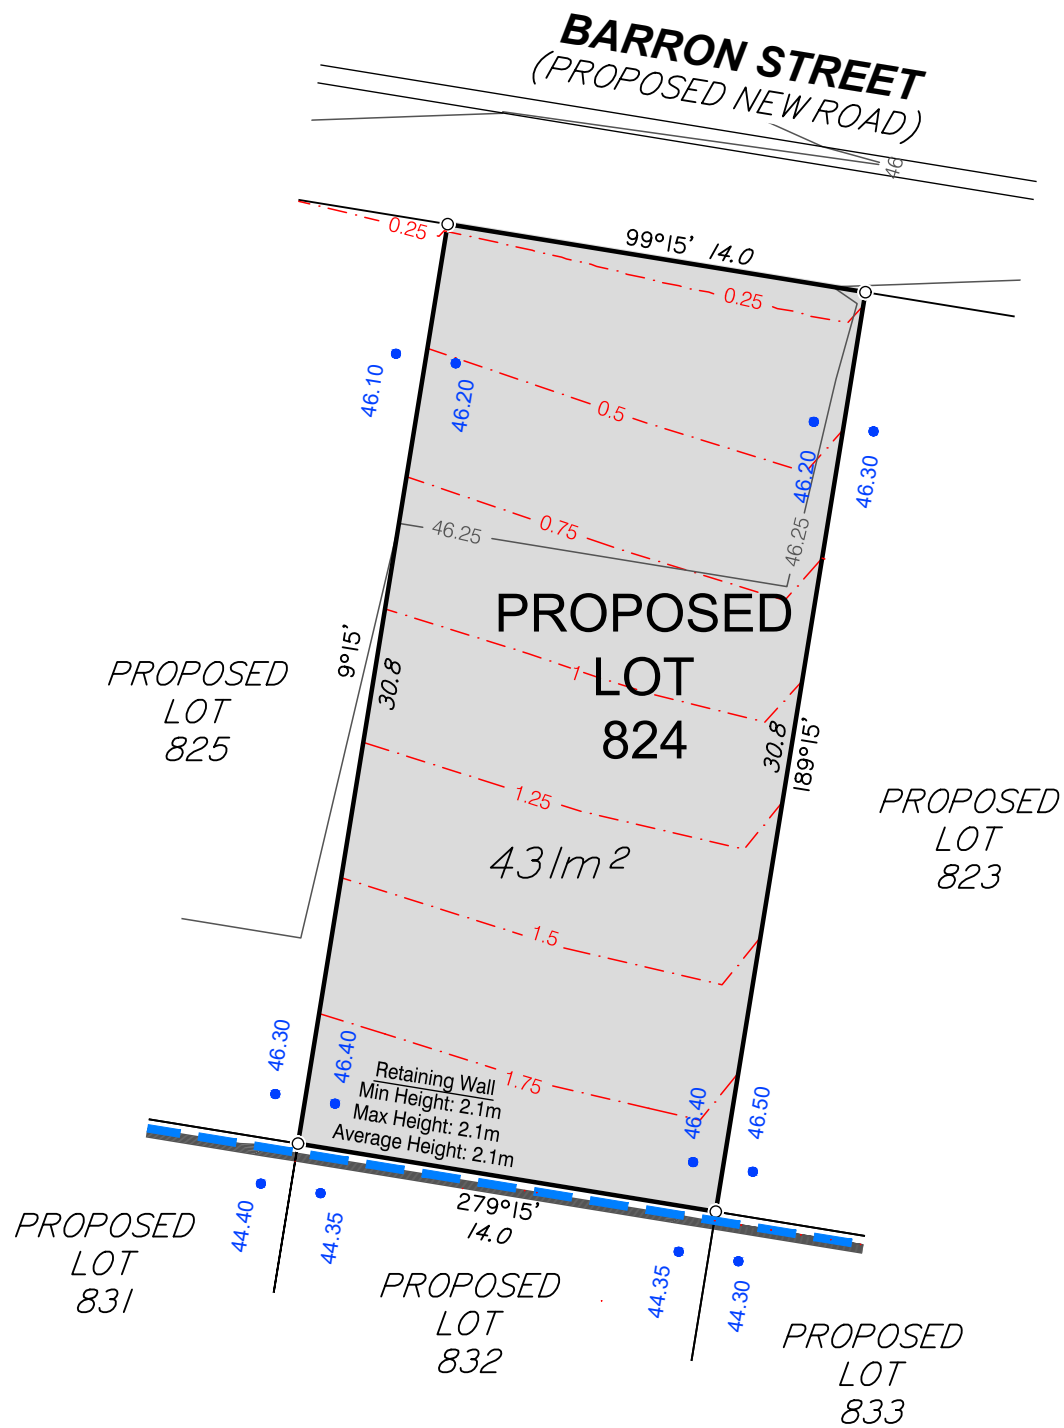 BARRON STREET
(PROPOSED NEW ROAD)
46
99°15' 14.0
0.25
0.25
46.10
46.20
0.5
46.20
46.30
0.75
46.25
46.25
PROPOSED
LOT
824
9°15'
30.8
1
30.8
189°15'
PROPOSED
LOT
825
1.25
PROPOSED
LOT
823
431m²
1.5
46.30
46.40
1.75
Retaining Wall
Min Height: 2.1m
Max Height: 2.1m
Average Height: 2.1m
46.40
46.50
279°15'
14.0
44.40
44.35
44.35
44.30
PROPOSED
LOT
831
PROPOSED
LOT
832
PROPOSED
LOT
833